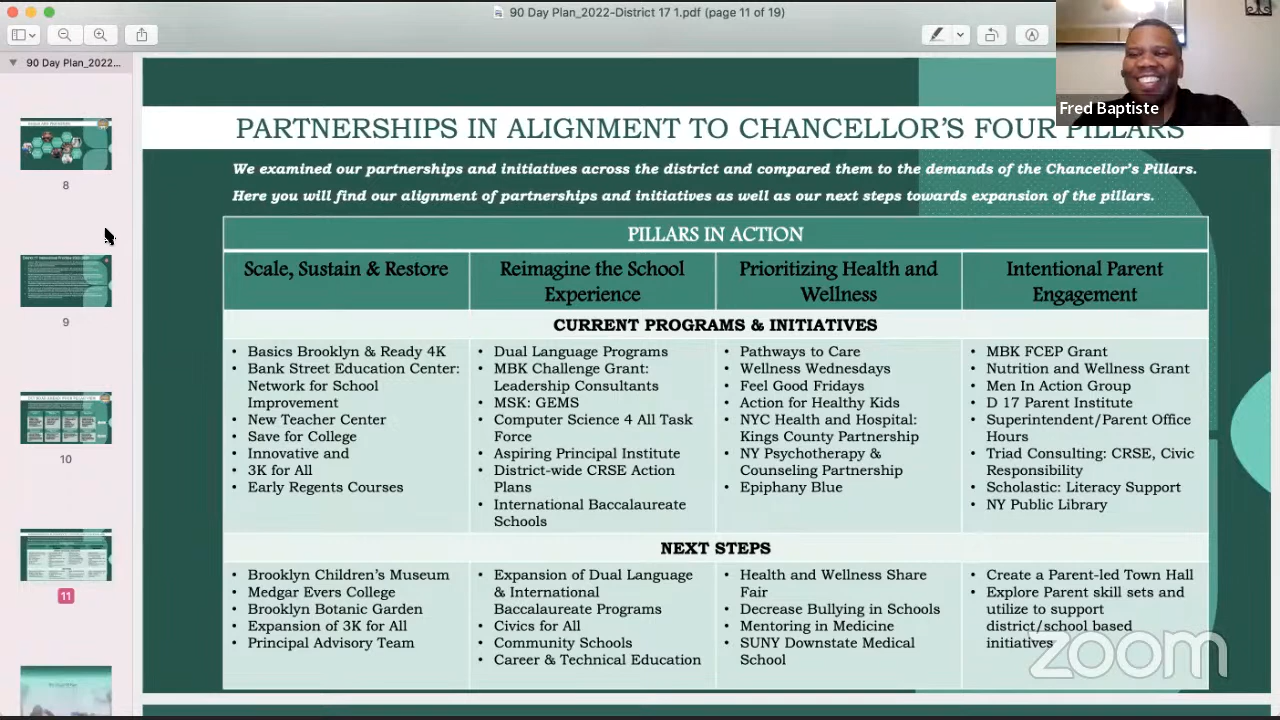 90 Day Plan_2022-District 17 1.pdf (page 11 of 19)
90 Day Plan_2022...
Fred Baptiste
8
9
10
11
PARTNERSHIPS IN ALIGNMENT TO CHANCELLOR'S FOUR PILLARS
We examined our partnerships and initiatives across the district and compared them to the demands of the Chancellor's Pillars.
Here you will find our alignment of partnerships and initiatives as well as our next steps towards expansion of the pillars.
PILLARS IN ACTION
Scale, Sustain & Restore
Reimagine the School
Experience
Prioritizing Health and
Wellness
Intentional Parent
Engagement
CURRENT PROGRAMS & INITIATIVES
• Basics Brooklyn & Ready 4K
• Bank Street Education Center:
Network for School
Improvement
• New Teacher Center
• Save for College
• Innovative and
• 3K for All
• Early Regents Courses
• Dual Language Programs
• MBK Challenge Grant:
Leadership Consultants
• MSK: GEMS
• Computer Science 4 All Task
Force
• Aspiring Principal Institute
• District-wide CRSE Action
Plans
• International Baccalaureate
Schools
• Pathways to Care
• Wellness Wednesdays
• Feel Good Fridays
• Action for Healthy Kids
• NYC Health and Hospital:
Kings County Partnership
• NY Psychotherapy &
Counseling Partnership
• Epiphany Blue
• MBK FCEP Grant
• Nutrition and Wellness Grant
• Men In Action Group
• D 17 Parent Institute
• Superintendent/Parent Office
Hours
• Triad Consulting: CRSE, Civic
Responsibility
• Scholastic: Literacy Support
• NY Public Library
NEXT STEPS
• Brooklyn Children's Museum
• Medgar Evers College
• Brooklyn Botanic Garden
• Expansion of 3K for All
• Principal Advisory Team
• Expansion of Dual Language
& International
Baccalaureate Programs
• Civics for All
• Community Schools
• Career & Technical Education
• Health and Wellness Share
Fair
• Decrease Bullying in Schools
• Mentoring in Medicine
• SUNY Downstate Medical
School
• Create a Parent-led Town Hall
• Explore Parent skill sets and
utilize to support
district/school based
initiatives
zoom